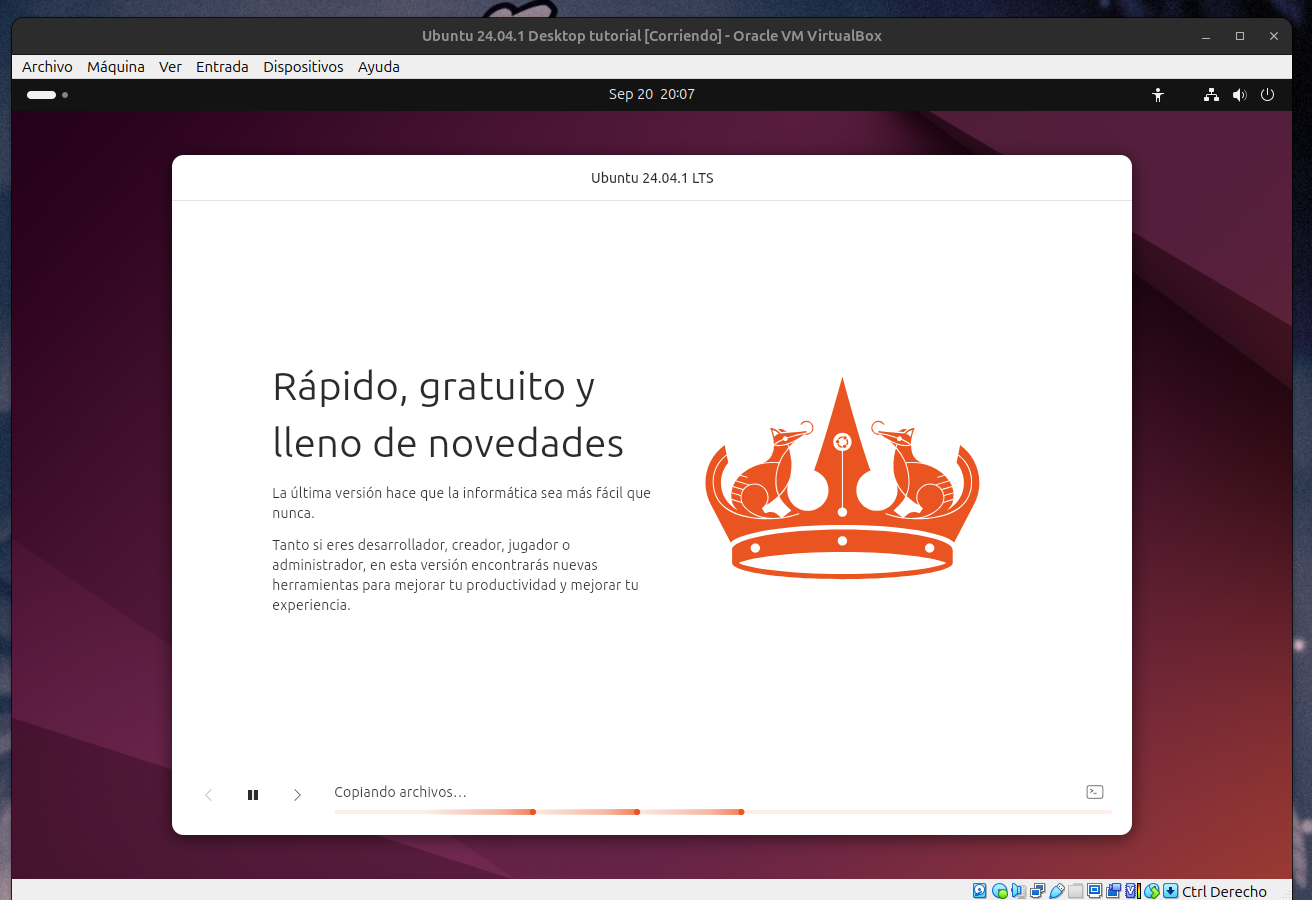 Ubuntu 24.04.1 Desktop tutorial [Corriendo] - Oracle VM VirtualBox
Archivo Máquina Ver Entrada Dispositivos Ayuda
Sep 20 20:07
Ubuntu 24.04.1 LTS
Rápido, gratuito y
lleno de novedades
La última versión hace que la informática sea más fácil que
nunca.
Tanto si eres desarrollador, creador, jugador o
administrador, en esta versión encontrarás nuevas
herramientas para mejorar tu productividad y mejorar tu
experiencia.
Copiando archivos...
Ctrl Derecho